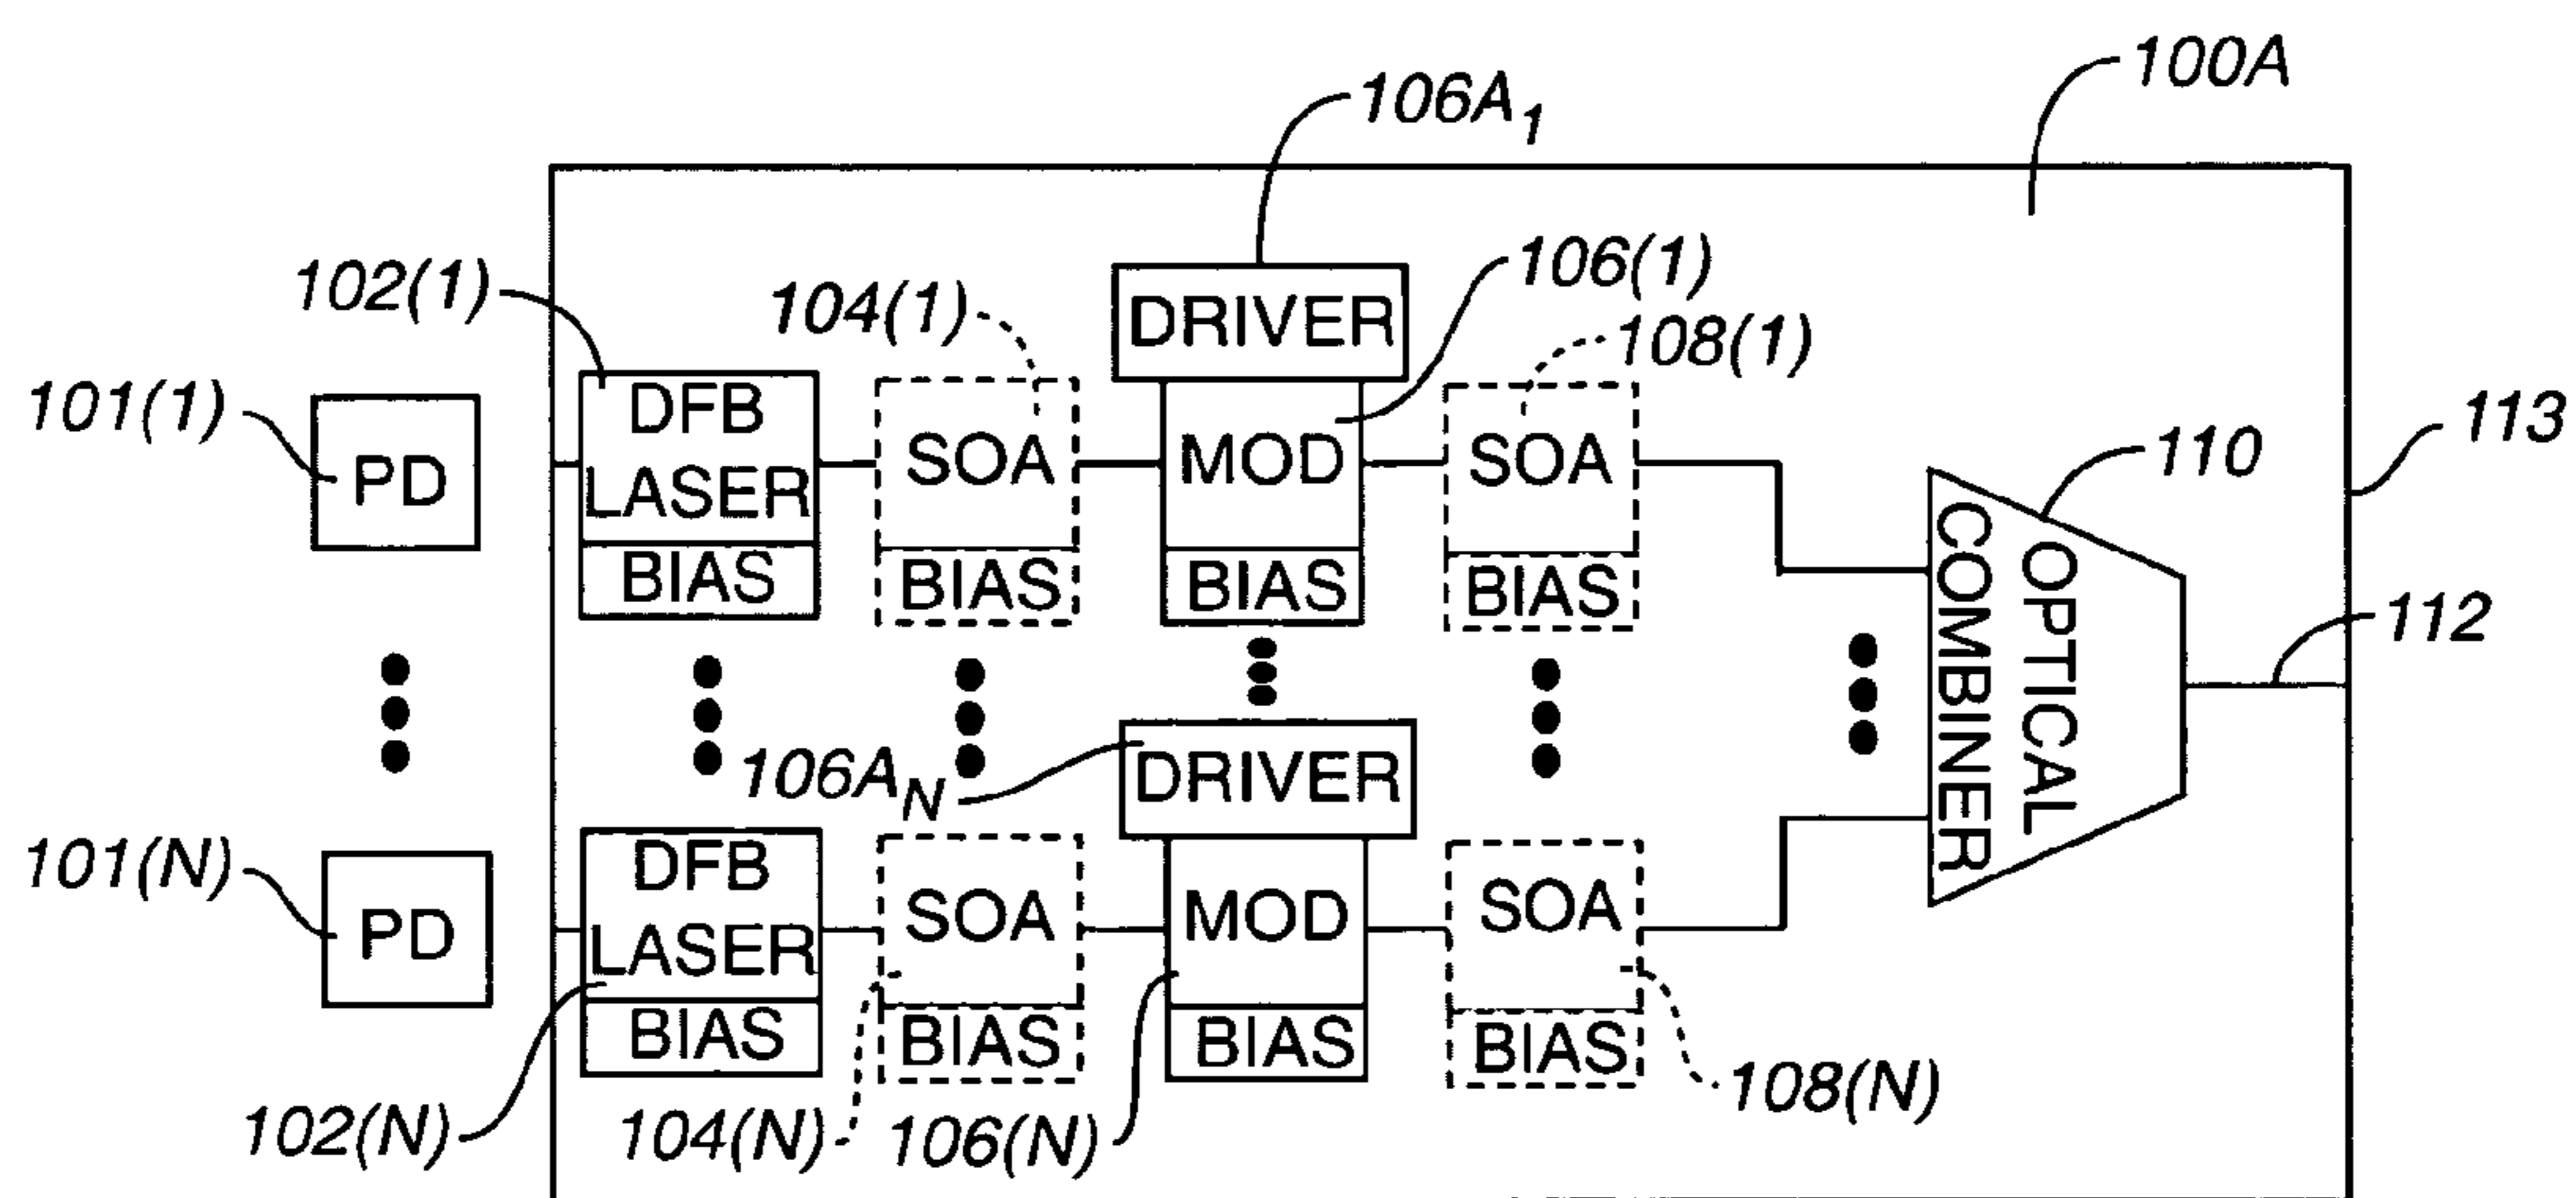 100A
106A1
102(1)
104(1)
106(1)
108(1)
DRIVER
101(1)
PD
DFB
LASER
BIAS
SOA
BIAS
MOD
BIAS
SOA
BIAS
113
110
OPTICAL
COMBINER
112
106AN
DRIVER
101(N)
PD
DFB
LASER
BIAS
SOA
BIAS
MOD
BIAS
SOA
BIAS
102(N)
104(N)
106(N)
108(N)